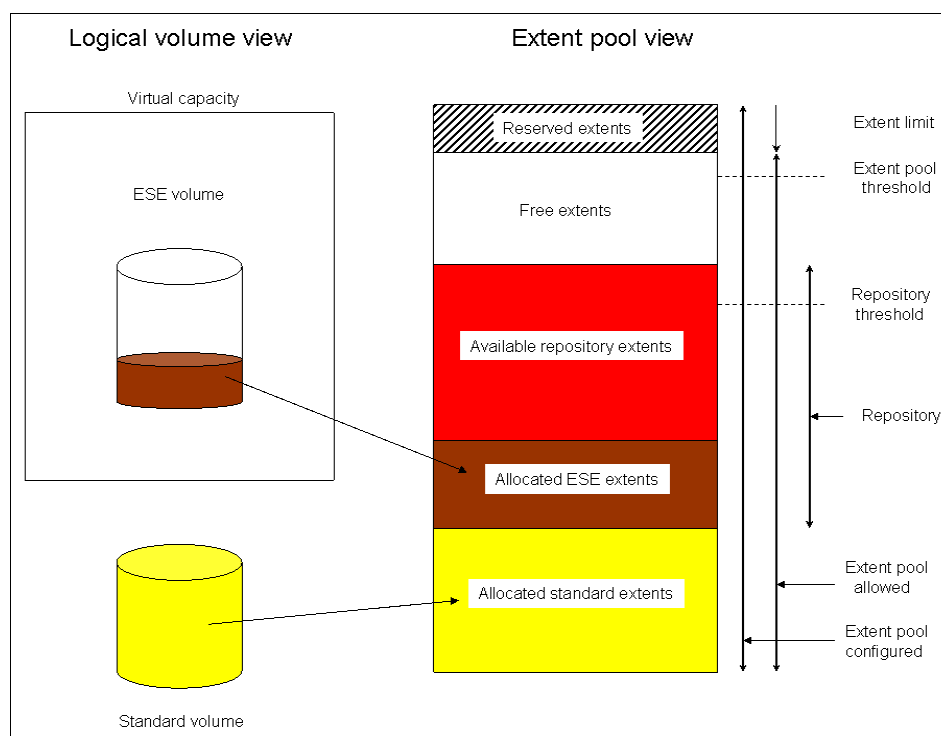 Logical volume view
Extent pool view
Virtual capacity
ESE volume
Standard volume
Reserved extents
Free extents
Available repository extents
Allocated ESE extents
Allocated standard extents
Extent limit
Extent pool
threshold
Repository
threshold
Repository
Extent pool
allowed
Extent pool
configured